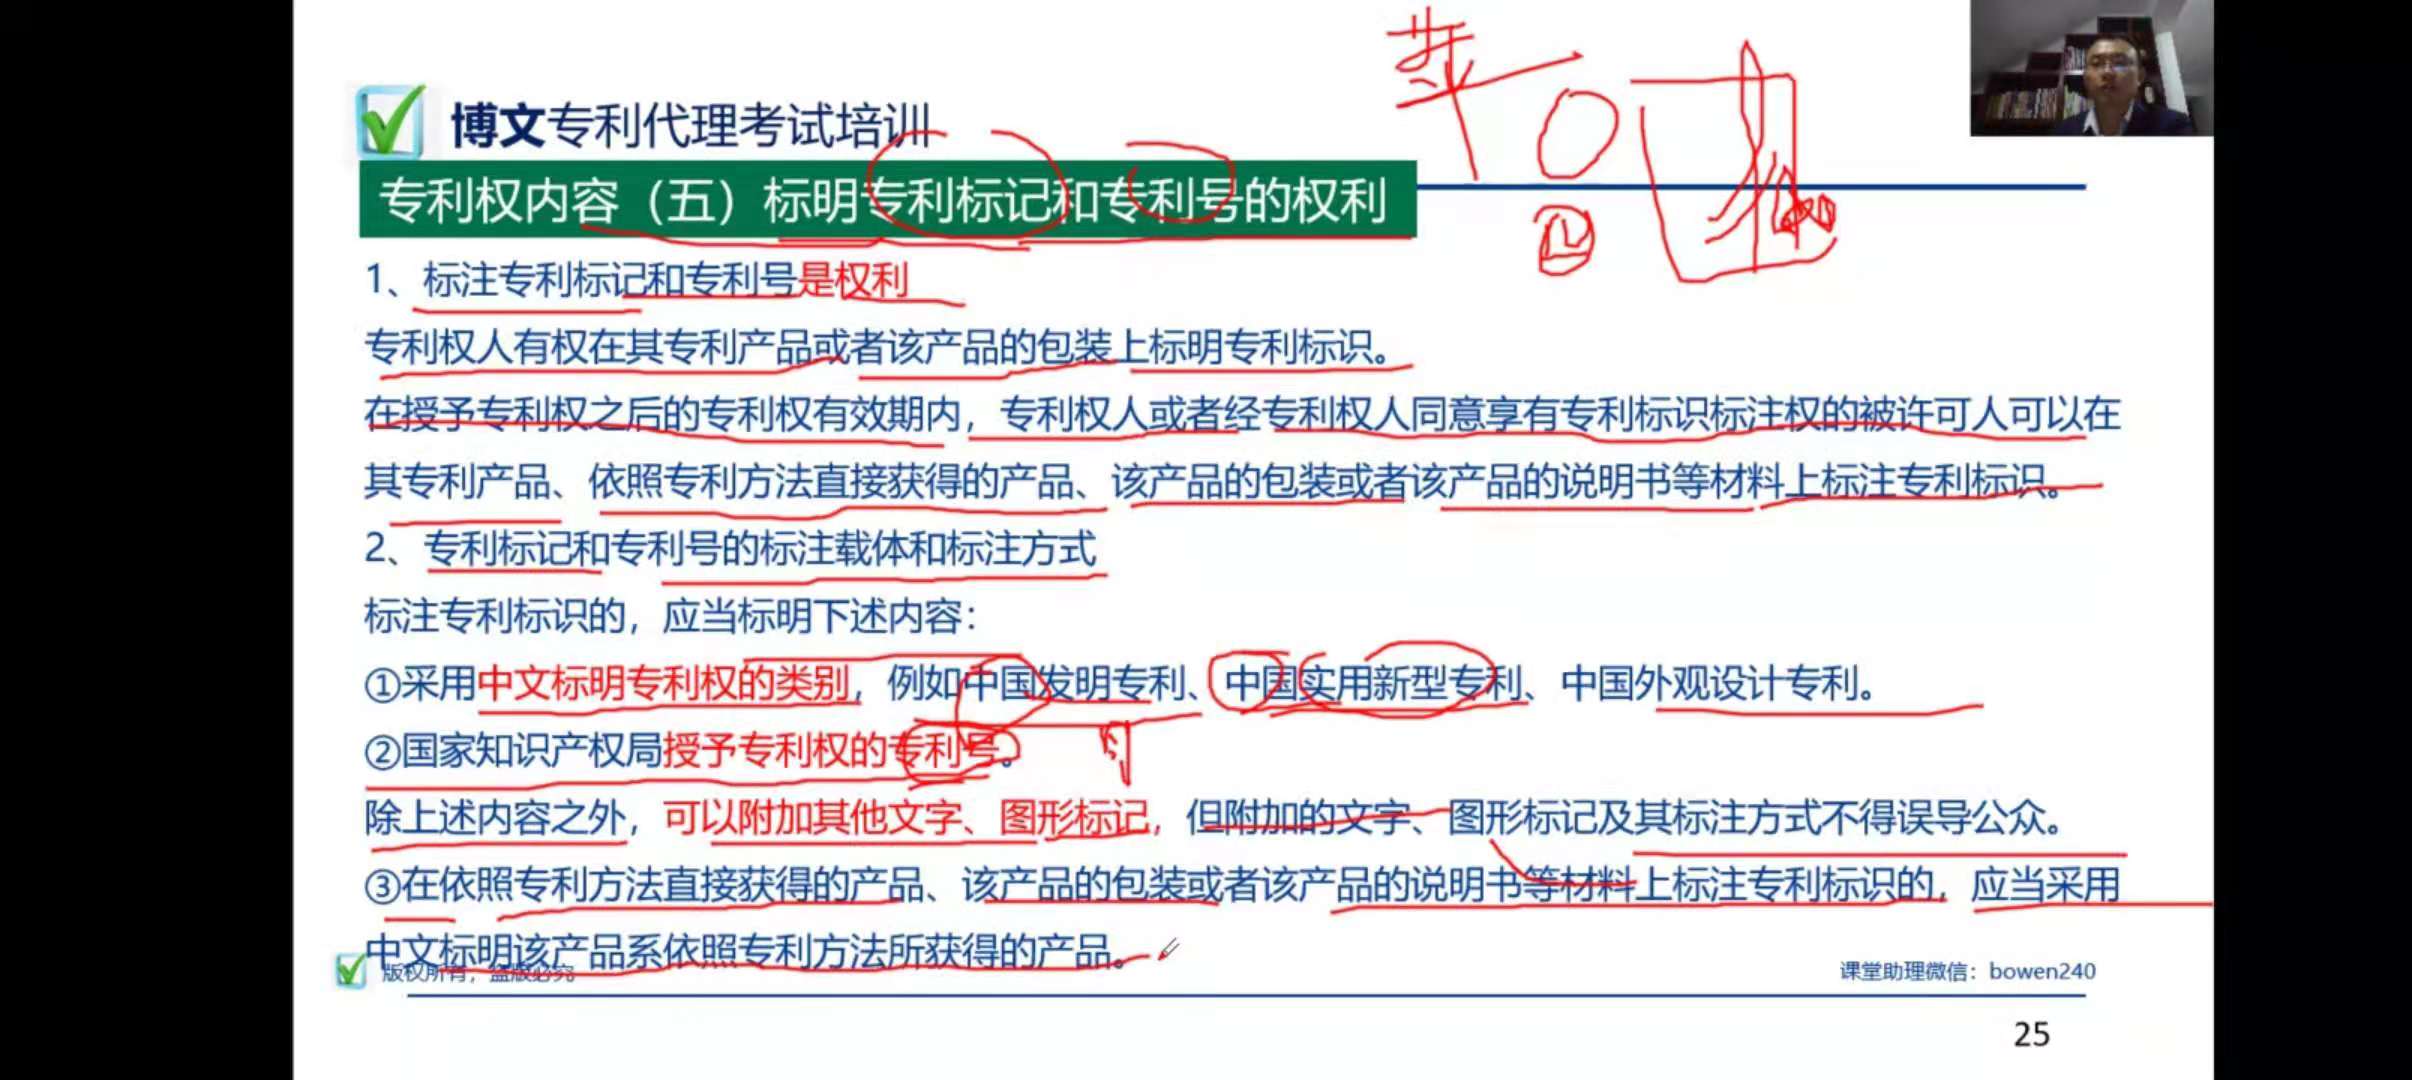 博文专利代理考试培训
专利权内容（五）标明专利标记和专利号的权利
1、标注专利标记和专利号是权利
专利权人有权在其专利产品或者该产品的包装上标明专利标识。
在授予专利权之后的专利权有效期内，专利权人或者经专利权人同意享有专利标识标注权的被许可人可以在
其专利产品、依照专利方法直接获得的产品、该产品的包装或者该产品的说明书等材料上标注专利标识。
2、专利标记和专利号的标注载体和标注方式
标注专利标识的，应当标明下述内容：
①采用中文标明专利权的类别，例如中国发明专利、中国实用新型专利、中国外观设计专利。
②国家知识产权局授予专利权的专利号。
除上述内容之外，可以附加其他文字、图形标记，但附加的文字、图形标记及其标注方式不得误导公众。
③在依照专利方法直接获得的产品、该产品的包装或者该产品的说明书等材料上标注专利标识的，应当采用
中文标明该产品系依照专利方法所获得的产品。
版权所有，盗版必究
课堂助理微信：bowen240
25